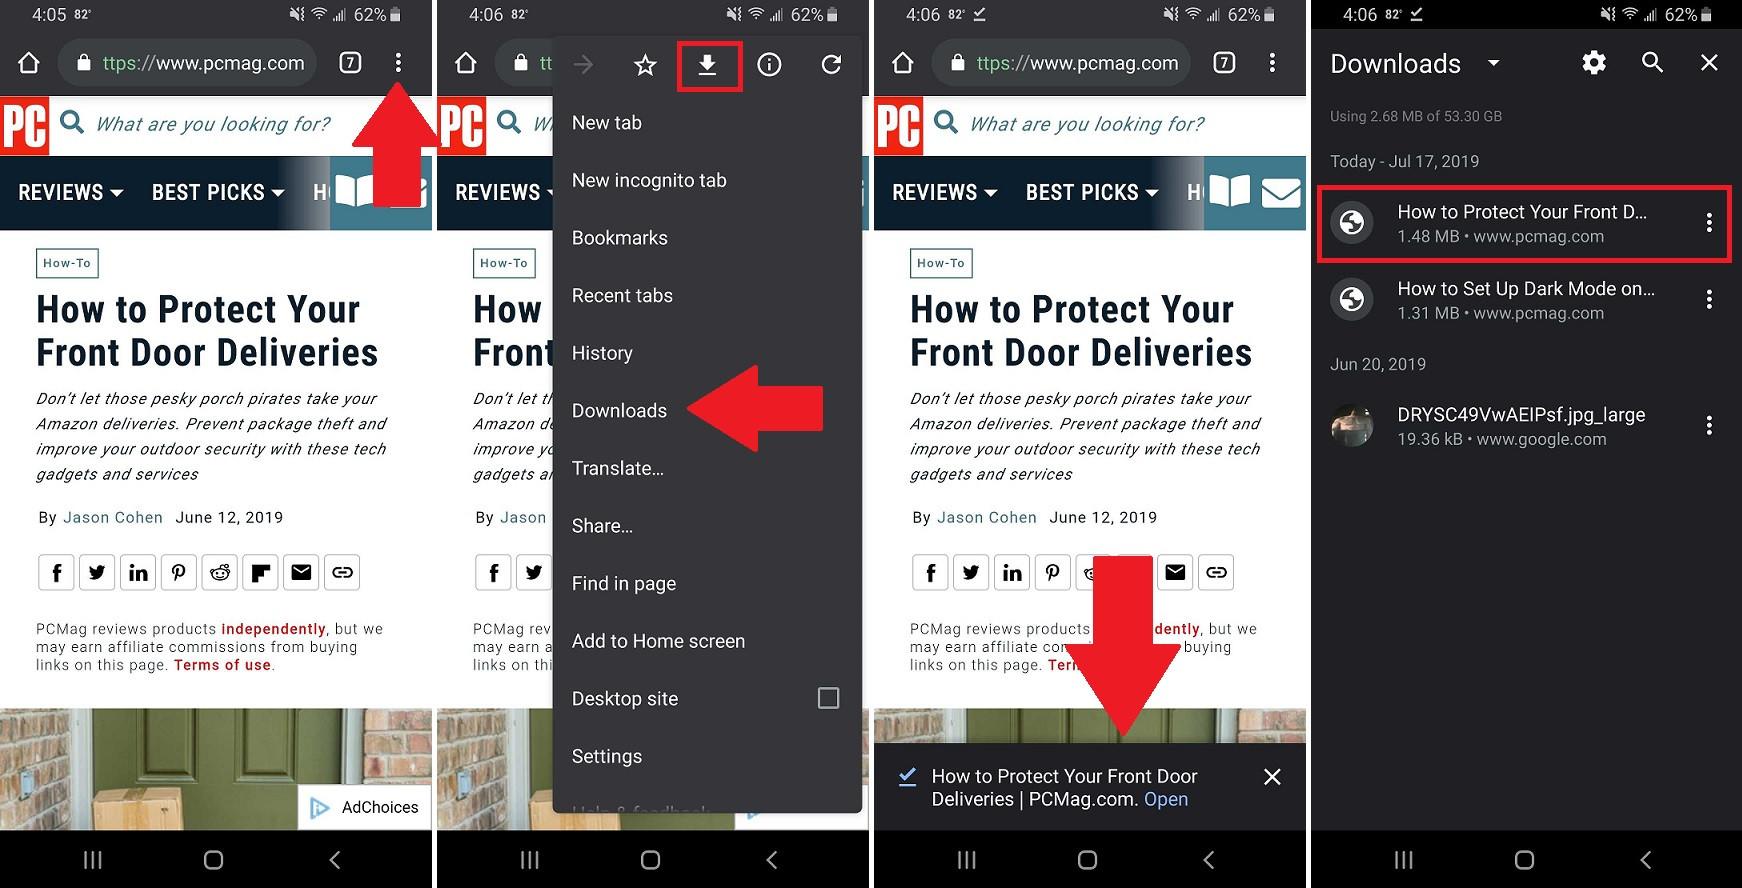 4:05 82° 62%
7 ttps://www.pcmag.com
PC What are you looking for?
REVIEWS BEST PICKS
How-To
How to Protect Your
Front Door Deliveries
Don't let those pesky porch pirates take your
Amazon deliveries. Prevent package theft and
improve your outdoor security with these tech
gadgets and services
By Jason Cohen June 12, 2019
PCMag reviews products independently, but we
may earn affiliate commissions from buying
links on this page. Terms of use.
AdChoices
4:06 82° 62%
tt
PC
REVIEWS
How-To
How
Front
Don't let
Amazon
improve
gadgets
By Jason
PCMag rev
may earn
links on thi
New tab
New incognito tab
Bookmarks
Recent tabs
History
Downloads
Translate...
Share...
Find in page
Add to Home screen
Desktop site
Settings
Help & feedback
4:06 82° 62%
ttps://www.pcmag.com 7
PC What are you looking for?
REVIEWS BEST PICKS
How-To
How to Protect Your
Front Door Deliveries
Don't let those pesky porch pirates take your
Amazon deliveries. Prevent package theft and
improve your outdoor security with these tech
gadgets and services
By Jason Cohen June 12, 2019
PCMag reviews products dently, but we
may earn affiliate com buying
links on this page. Tern
How to Protect Your Front Door
Deliveries | PCMag.com. Open
4:06 82° 62%
Downloads
Using 2.68 MB of 53.30 GB
Today - Jul 17, 2019
How to Protect Your Front D...
1.48 MB • www.pcmag.com
How to Set Up Dark Mode on...
1.31 MB • www.pcmag.com
Jun 20, 2019
DRYSC49VwAEIPsf.jpg_large
19.36 kB • www.google.com